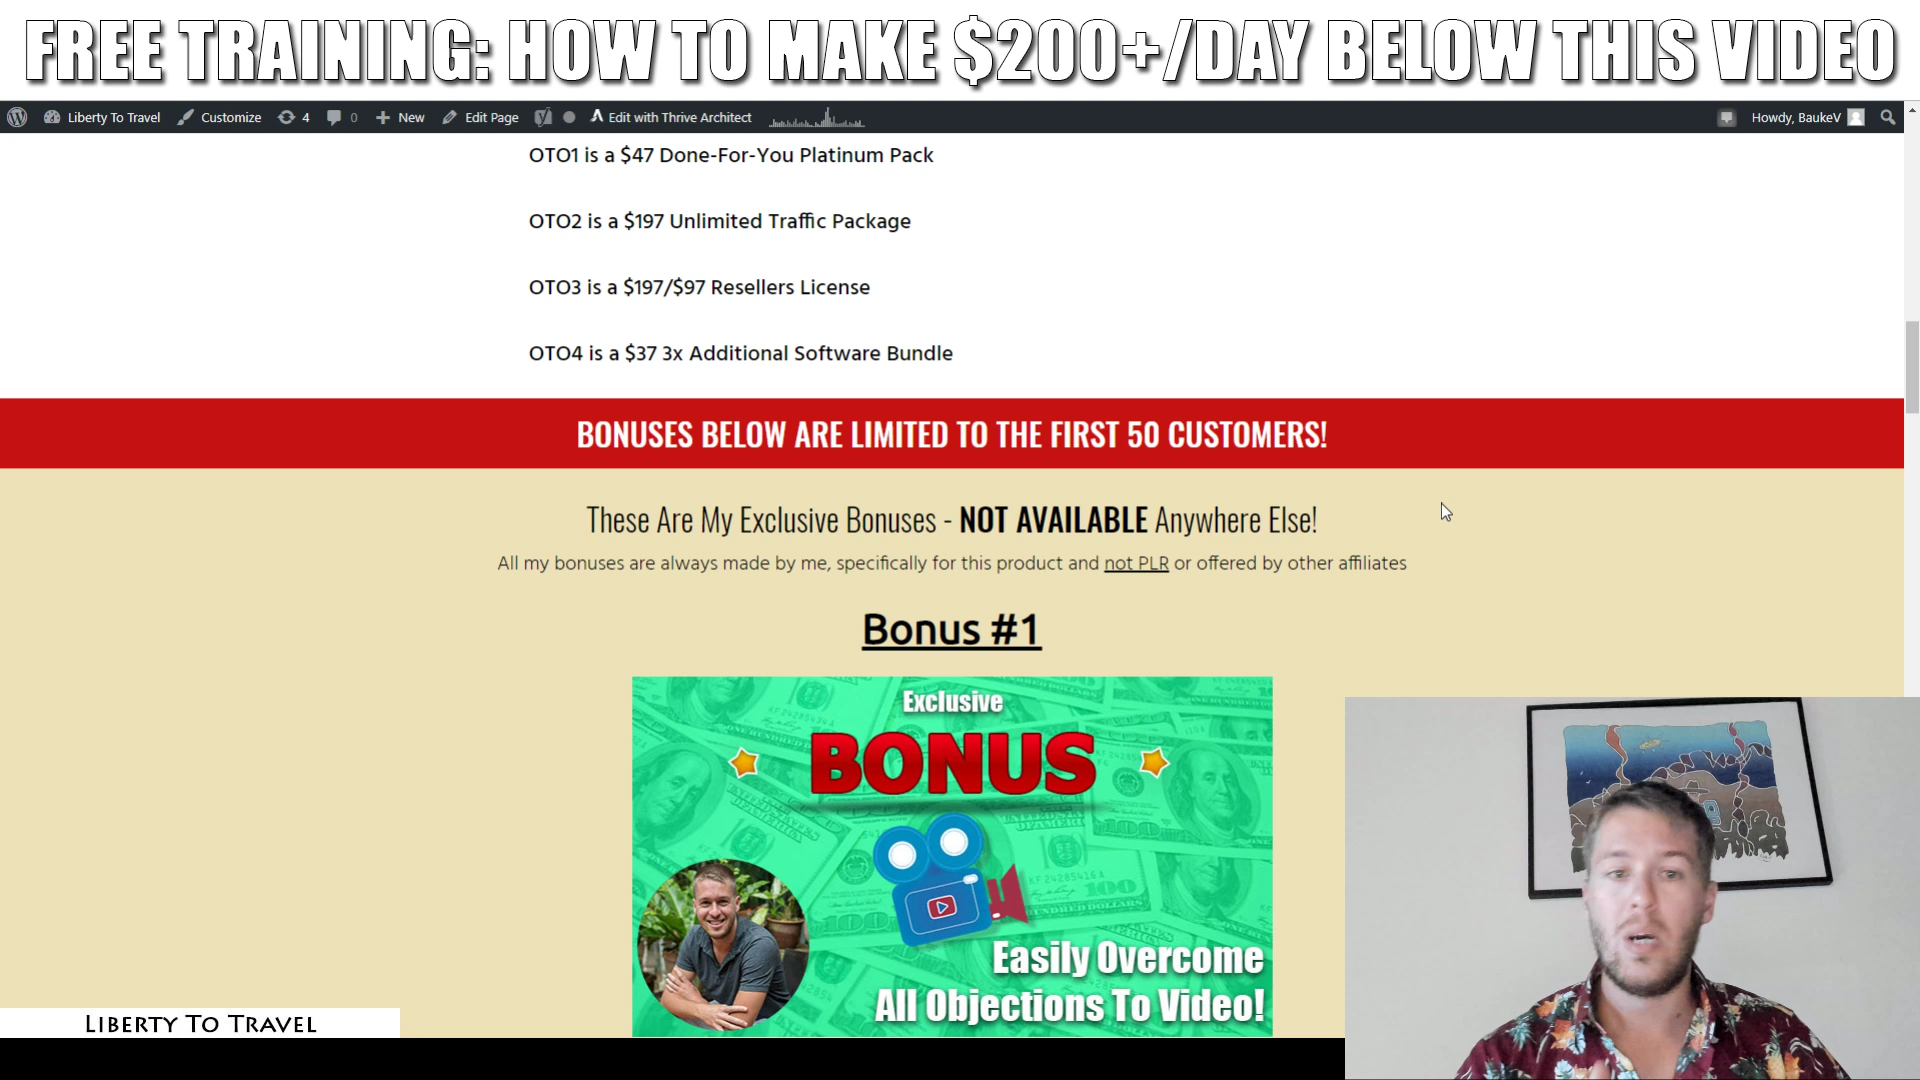 FREE TRAINING: HOW TO MAKE $200+/DAY BELOW THIS VIDEO
Liberty To Travel Customize 4 0 New Edit Page Edit with Thrive Architect Howdy, BaukeV
OTO1 is a $47 Done-For-You Platinum Pack
OTO2 is a $197 Unlimited Traffic Package
OTO3 is a $197/$97 Resellers License
OTO4 is a $37 3x Additional Software Bundle
BONUSES BELOW ARE LIMITED TO THE FIRST 50 CUSTOMERS!
These Are My Exclusive Bonuses - NOT AVAILABLE Anywhere Else!
All my bonuses are always made by me, specifically for this product and not PLR or offered by other affiliates
Bonus #1
Exclusive
BONUS
Easily Overcome
All Objections To Video!
LIBERTY TO TRAVEL